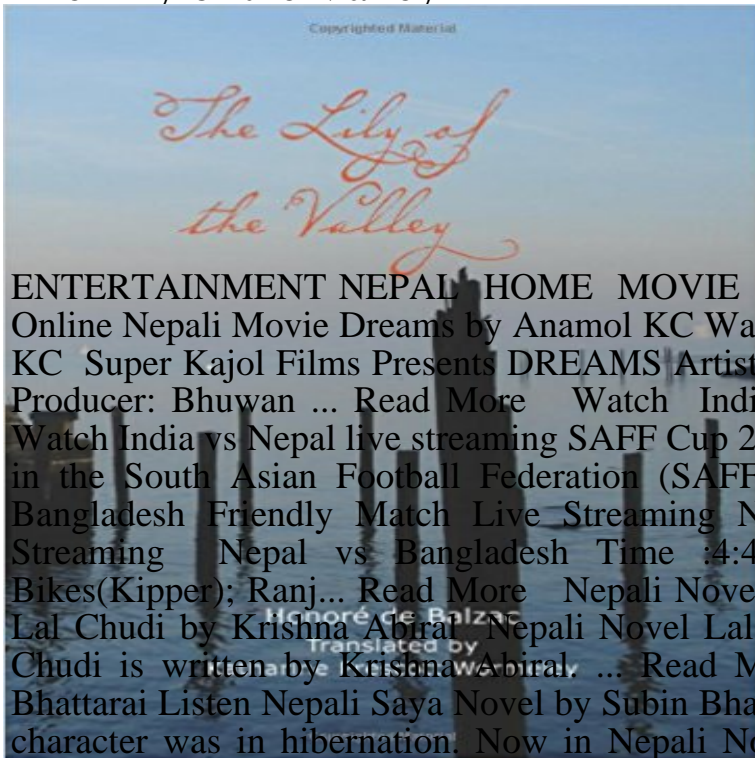 Copyrighted Material
The Lily of
the Valley
ENTERTAINMENT NEPAL HOME MOVIE
Online Nepali Movie Dreams by Anamol KC Wa
KC Super Kajol Films Presents DREAMS Artist
Producer: Bhuwan ... Read More Watch Indi
Watch India vs Nepal live streaming SAFF Cup 2
in the South Asian Football Federation (SAFF
Bangladesh Friendly Match Live Streaming N
Streaming Nepal vs Bangladesh Time :4:4
Bikes(Kipper); Ranj... Read More Nepali Nove
Honoré de Balzac
Lal Chudi by Krishna Abiral Nepali Novel Lal
Translated by
Chudi is written by Krishna Abiral. ... Read M
Bhattarai Listen Nepali Saya Novel by Subin Bha
character was in hibernation. Now in Nepali No